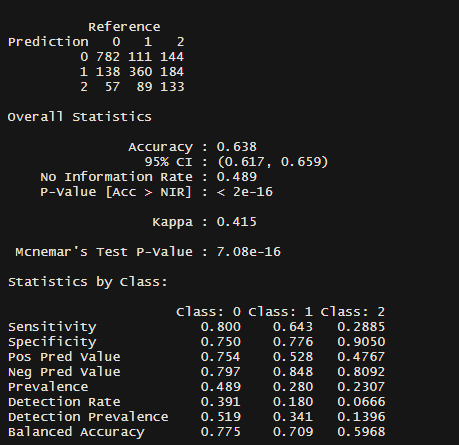 Reference
Prediction 0 1 2
0 782 111 144
1 138 360 184
2 57 89 133
Overall Statistics
Accuracy : 0.638
95% CI : (0.617, 0.659)
No Information Rate : 0.489
P-Value [Acc > NIR] : < 2e-16
Kappa : 0.415
Mcnemar's Test P-Value : 7.08e-16
Statistics by Class:
Class: 0 Class: 1 Class: 2
Sensitivity 0.800 0.643 0.2885
Specificity 0.750 0.776 0.9050
Pos Pred Value 0.754 0.528 0.4767
Neg Pred Value 0.797 0.848 0.8092
Prevalence 0.489 0.280 0.2307
Detection Rate 0.391 0.180 0.0666
Detection Prevalence 0.519 0.341 0.1396
Balanced Accuracy 0.775 0.709 0.5968